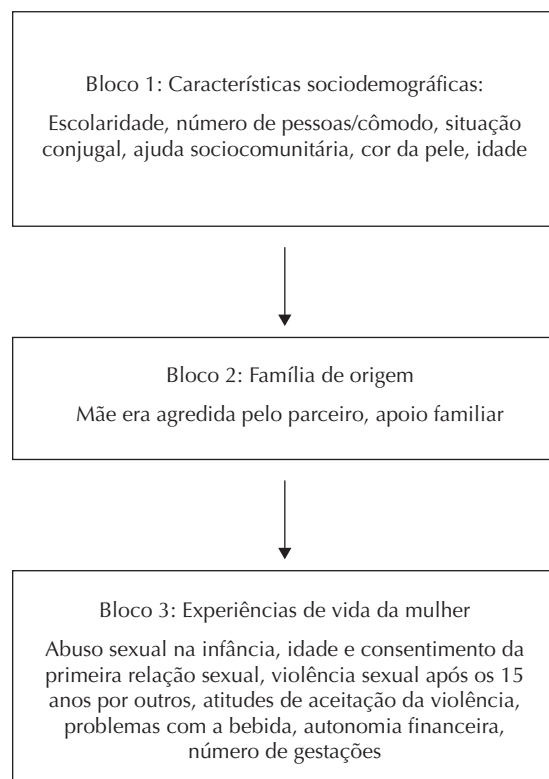 Bloco 1: Características sociodemográficas:
Escolaridade, número de pessoas/cômodo, situação
conjugal, ajuda sociocomunitária, cor da pele, idade
Bloco 2: Família de origem
Mãe era agredida pelo parceiro, apoio familiar
Bloco 3: Experiências de vida da mulher
Abuso sexual na infância, idade e consentimento da
primeira relação sexual, violência sexual após os 15
anos por outros, atitudes de aceitação da violência,
problemas com a bebida, autonomia financeira,
número de gestações